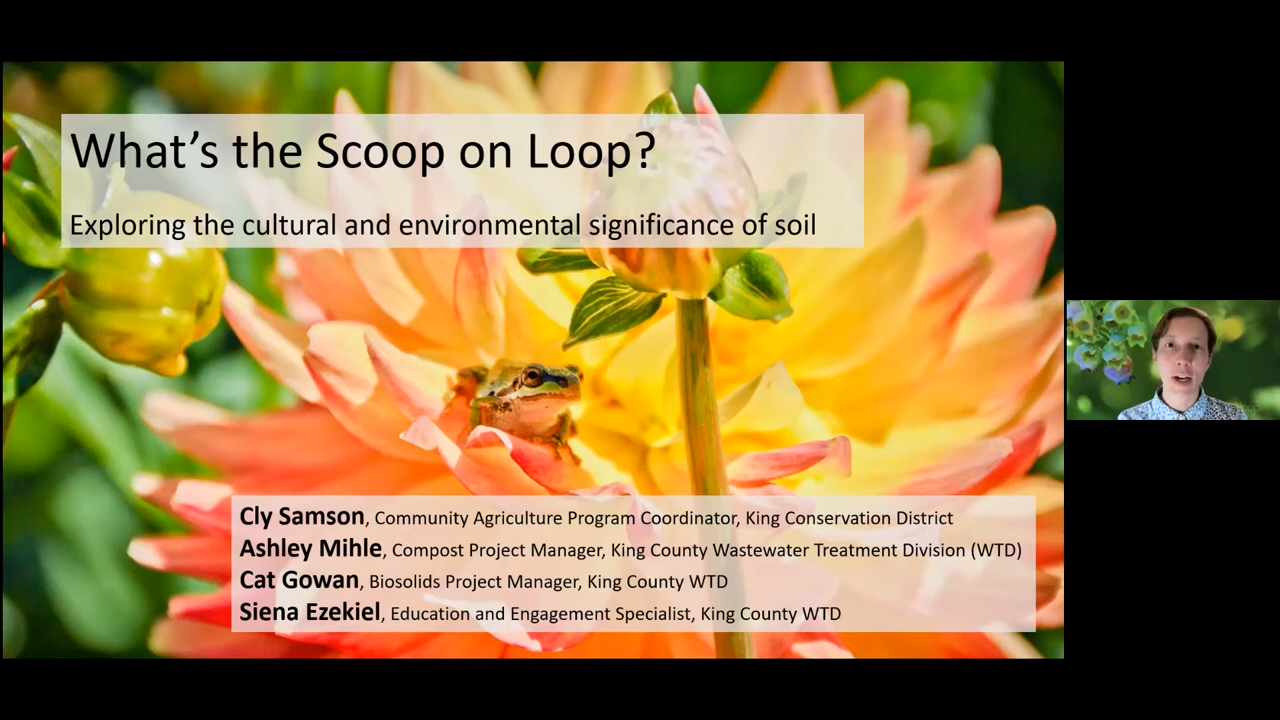 What’s the Scoop on Loop?
Exploring the cultural and environmental significance of soil
Cly Samson, Community Agriculture Program Coordinator, King Conservation District
Ashley Mihle, Compost Project Manager, King County Wastewater Treatment Division (WTD)
Cat Gowan, Biosolids Project Manager, King County WTD
Siena Ezekiel, Education and Engagement Specialist, King County WTD